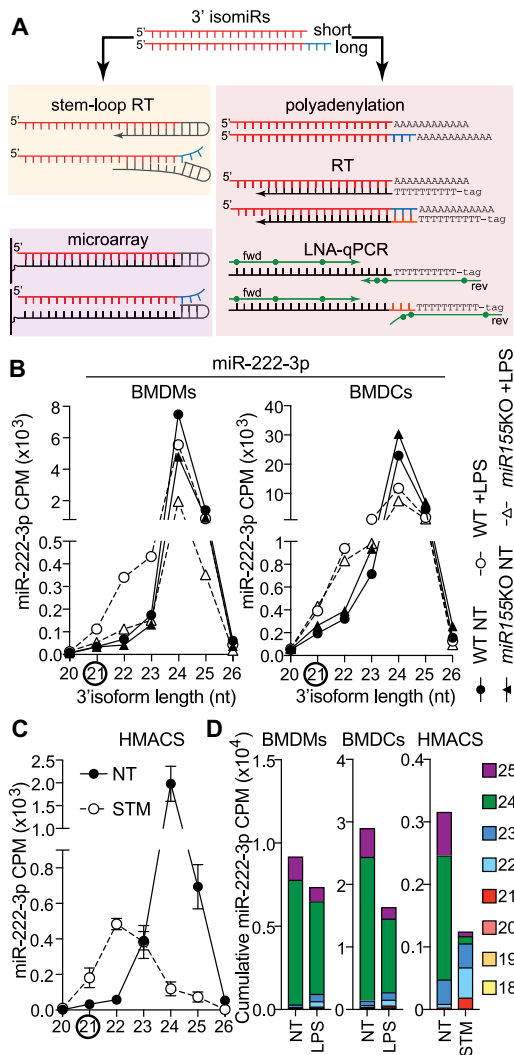 A
3' isomiRs
5' short
5' long
stem-loop RT
5'
5'
microarray
5'
5'
polyadenylation
5' AAAAAAAAAAAA
5' AAAAAAAAAAAA
RT
5' AAAAAAAAAAAA
TTTTTTTTTT-tag
5' AAAAAAAAAAAA
TTTTTTTTTT-tag
LNA-qPCR
fwd
TTTTTTTTTT-tag
rev
fwd
TTTTTTTTTT-tag
rev
B
miR-222-3p
BMDMs
miR-222-3p CPM (x10³)
8
6
4
2
0.4
0.3
0.2
0.1
0.0
20 21 22 23 24 25 26
3'isoform length (nt)
BMDCs
miR-222-3p CPM (x10³)
40
30
20
10
2.0
1.5
1.0
0.5
0.0
20 21 22 23 24 25 26
3'isoform length (nt)
WT NT
WT +LPS
miR155KO NT
miR155KO +LPS
C
HMACS
NT
STM
miR-222-3p CPM (x10³)
2.5
2.0
1.5
1.0
0.8
0.6
0.4
0.2
0.0
20 21 22 23 24 25 26
D
Cumulative miR-222-3p CPM (x10⁴)
BMDMs
1.5
1.0
0.5
0.0
NT
LPS
BMDCs
4
3
2
1
0
NT
LPS
HMACS
0.4
0.3
0.2
0.1
0
NT
STM
25
24
23
22
21
20
19
18